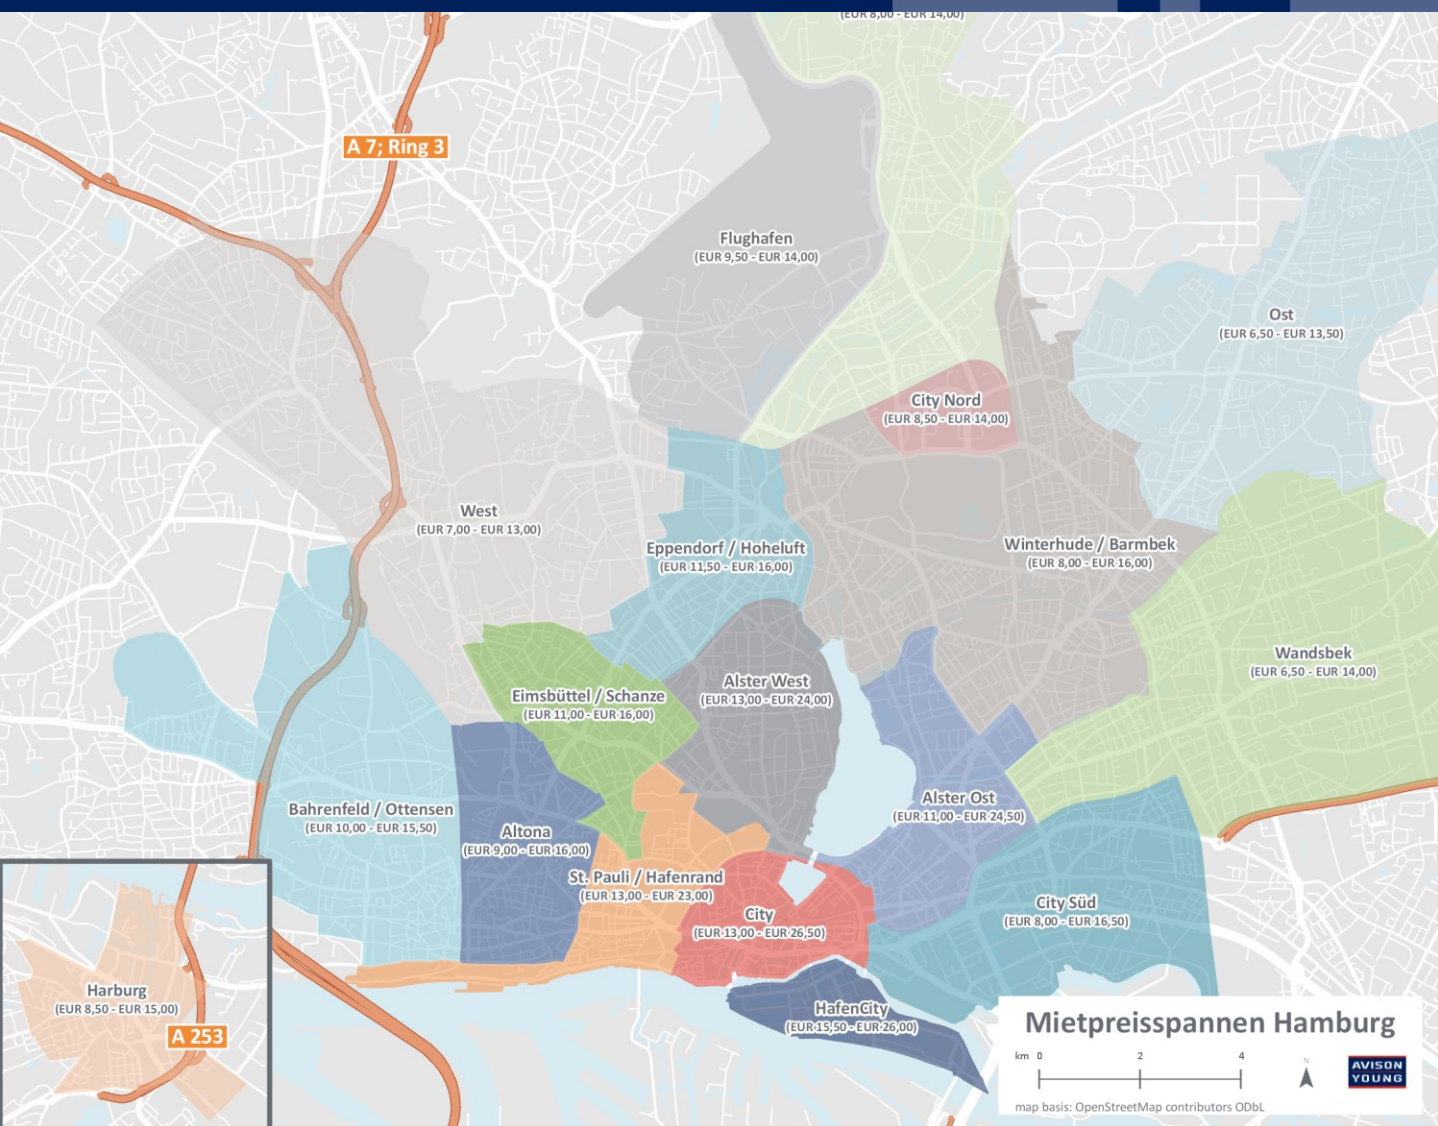 (EUR 8,00 - EUR 14,00)
A 7; Ring 3
Flughafen
(EUR 9,50 - EUR 14,00)
Ost
(EUR 6,50 - EUR 13,50)
City Nord
(EUR 8,50 - EUR 14,00)
West
(EUR 7,00 - EUR 13,00)
Eppendorf / Hoheluft
(EUR 11,50 - EUR 16,00)
Winterhude / Barmbek
(EUR 8,00 - EUR 16,00)
Wandsbek
(EUR 6,50 - EUR 14,00)
Alster West
(EUR 13,00 - EUR 24,00)
Eimsbüttel / Schanze
(EUR 11,00 - EUR 16,00)
Alster Ost
(EUR 11,00 - EUR 24,50)
Bahrenfeld / Ottensen
(EUR 10,00 - EUR 15,50)
Altona
(EUR 9,00 - EUR 16,00)
St. Pauli / Hafenrand
(EUR 13,00 - EUR 23,00)
City
(EUR 13,00 - EUR 26,50)
City Süd
(EUR 8,00 - EUR 16,50)
Harburg
(EUR 8,50 - EUR 15,00)
A 253
HafenCity
(EUR 15,50 - EUR 26,00)
Mietpreisspannen Hamburg
km 0 2 4
N
AVISON
YOUNG
map basis: OpenStreetMap contributors ODbL